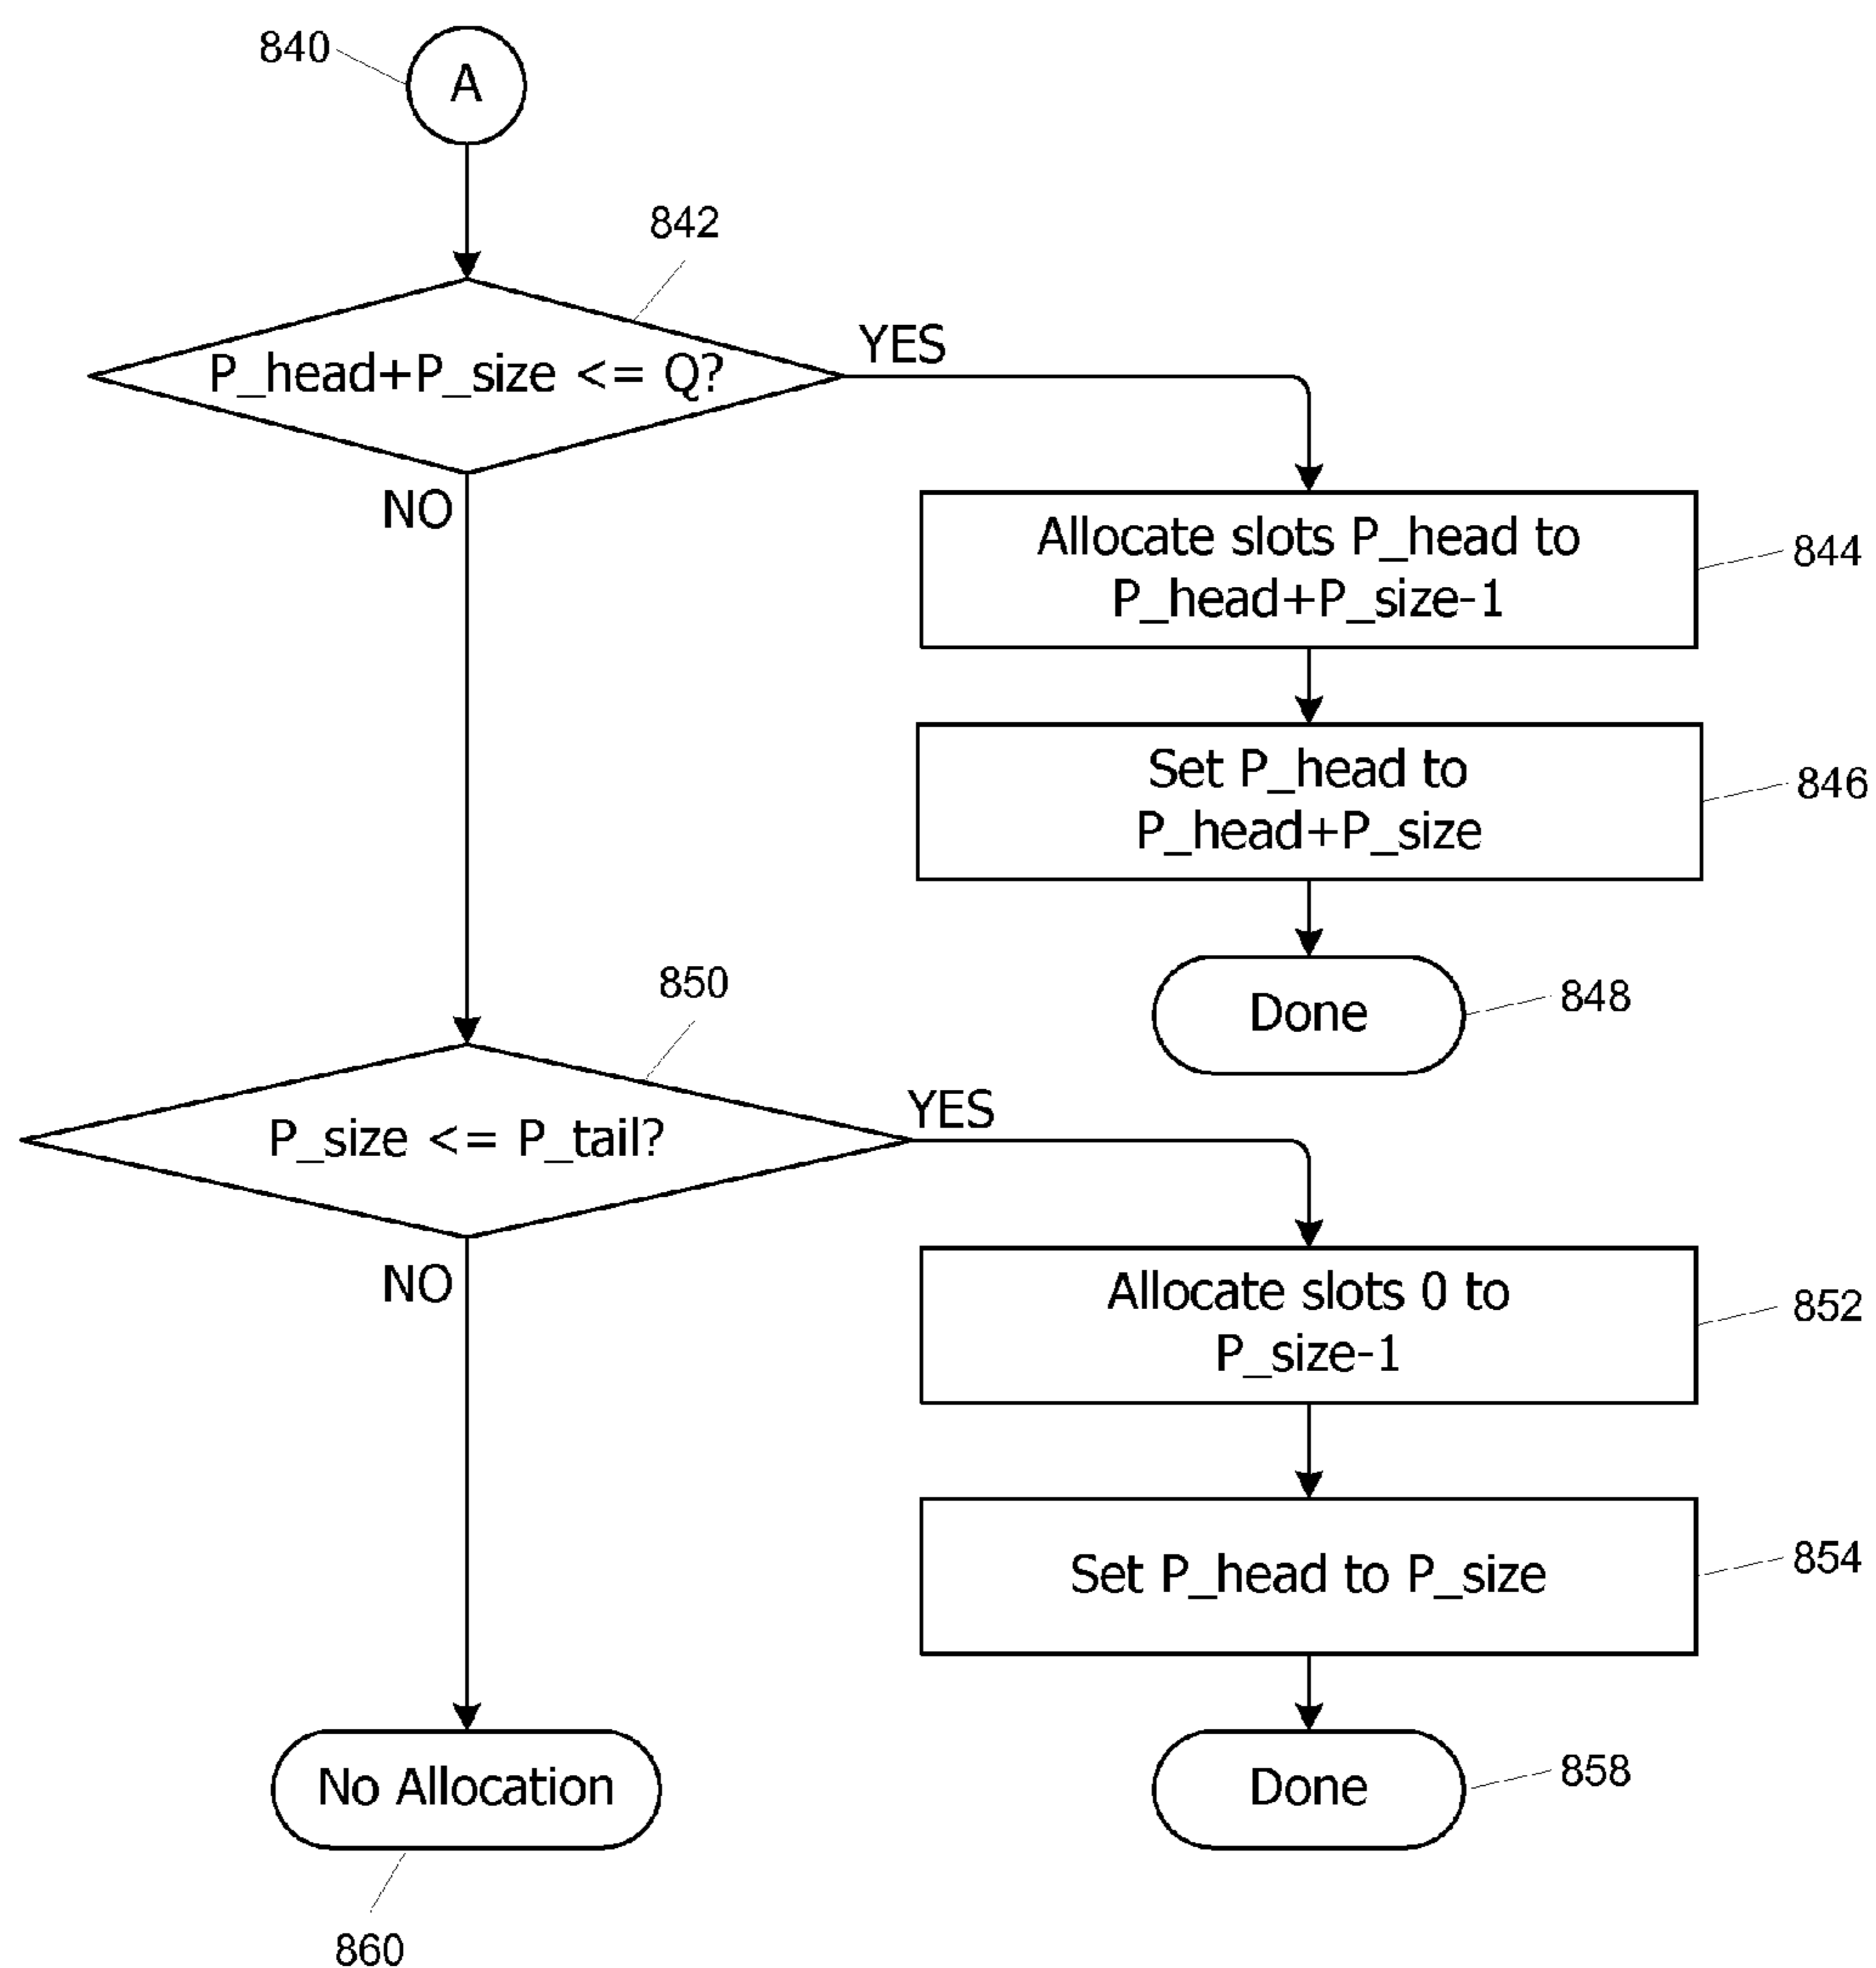 840
A
842
P_head+P_size <= Q?
YES
NO
Allocate slots P_head to
P_head+P_size-1
844
Set P_head to
P_head+P_size
846
Done
848
850
P_size <= P_tail?
YES
NO
Allocate slots 0 to
P_size-1
852
Set P_head to P_size
854
No Allocation
860
Done
858